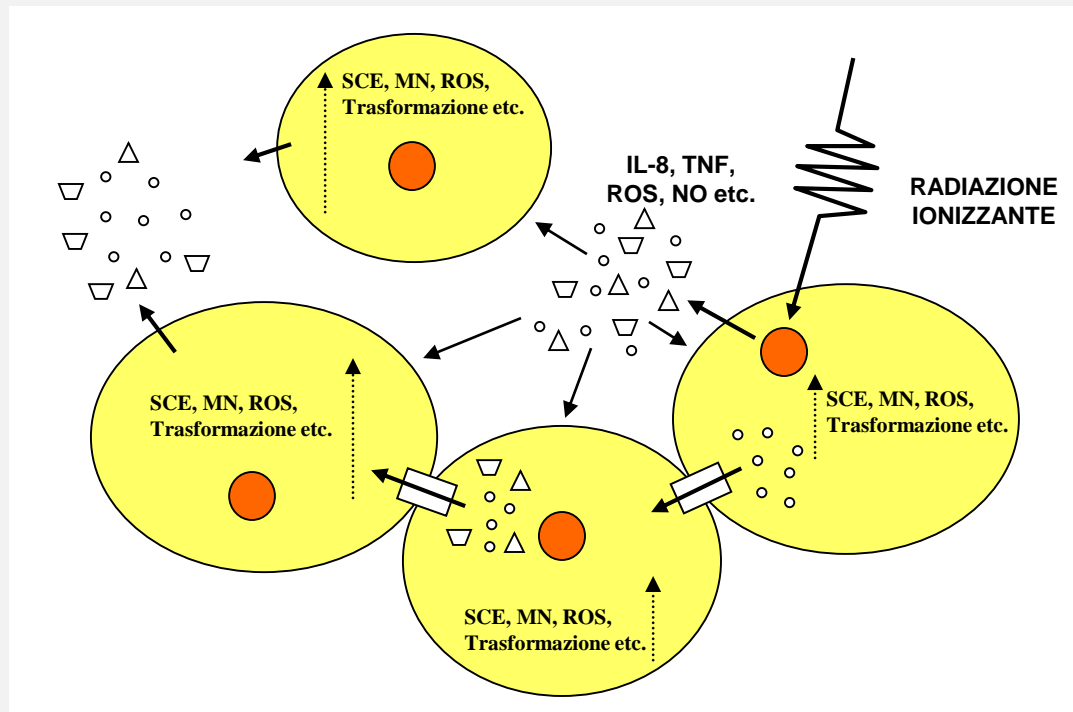 SCE, MN, ROS,
Trasformazione etc.
IL-8, TNF,
ROS, NO etc.
RADIAZIONE
IONIZZANTE
SCE, MN, ROS,
Trasformazione etc.
SCE, MN, ROS,
Trasformazione etc.
SCE, MN, ROS,
Trasformazione etc.